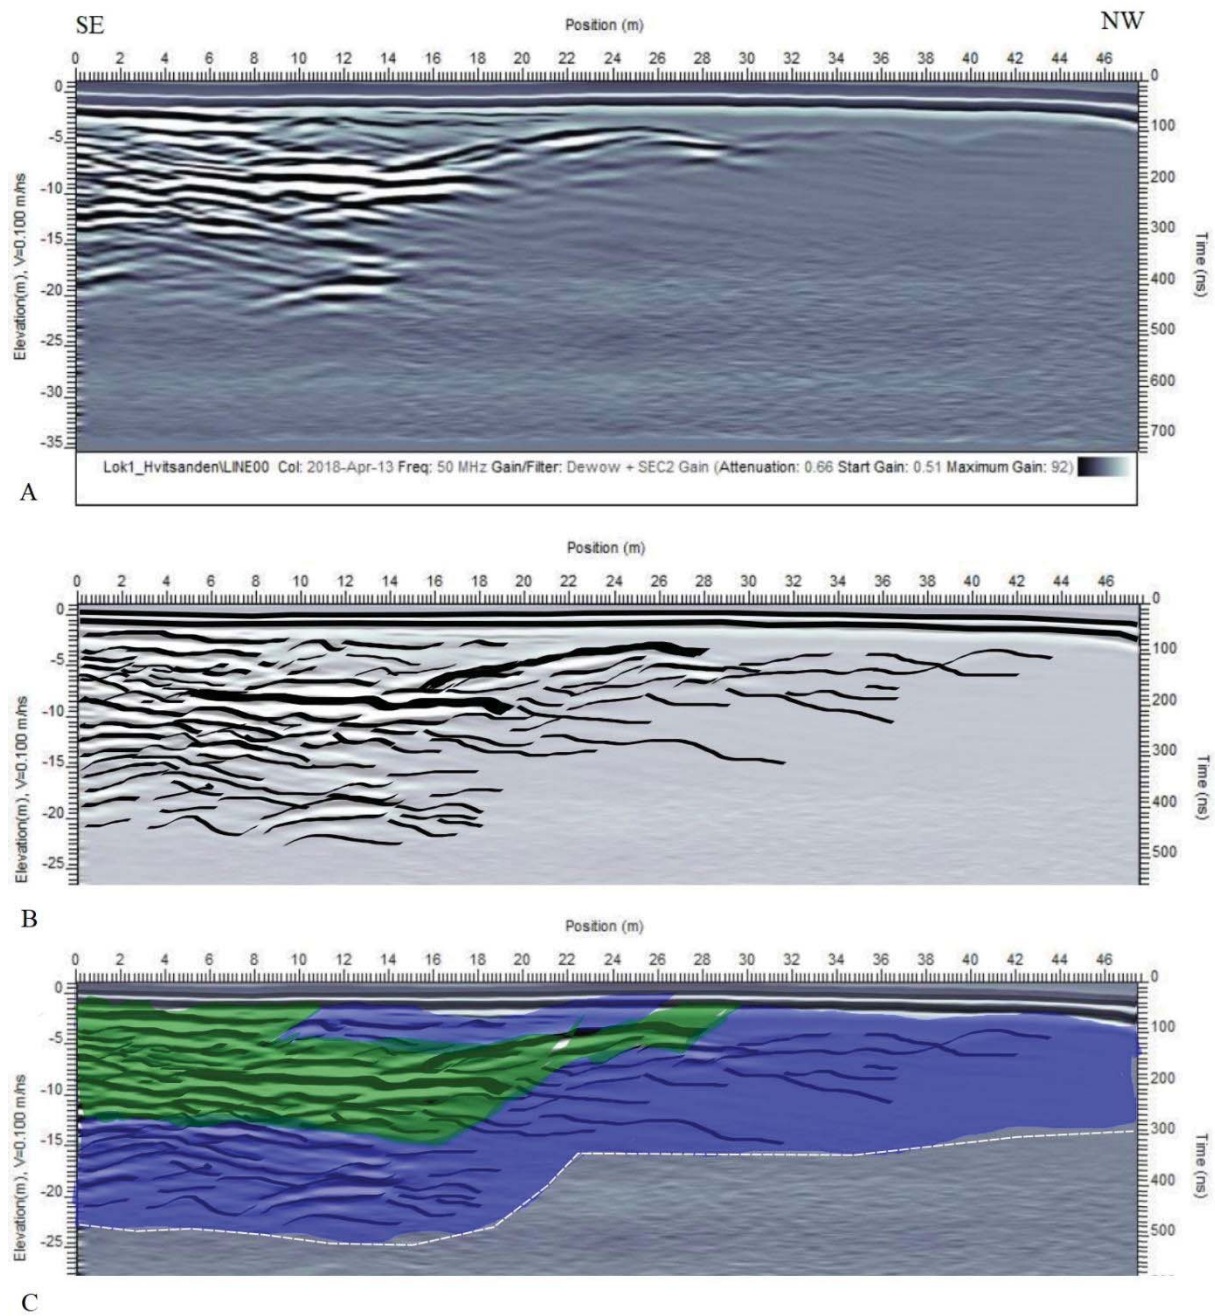 A
SE
Position (m)
NW
0 2 4 6 8 10 12 14 16 18 20 22 24 26 28 30 32 34 36 38 40 42 44 46
Elevation(m), V=0.100 m/ns
0
-5
-10
-15
-20
-25
-30
-35
0
100
200
300
400
500
600
700
Time (ns)
Lok1_Hvitsanden\LINE00 Col: 2018-Apr-13 Freq: 50 MHz Gain/Filter: Dewow + SEC2 Gain (Attenuation: 0.66 Start Gain: 0.51 Maximum Gain: 92)
A
Position (m)
0 2 4 6 8 10 12 14 16 18 20 22 24 26 28 30 32 34 36 38 40 42 44 46
Elevation(m), V=0.100 m/ns
0
-5
-10
-15
-20
-25
0
100
200
300
400
500
Time (ns)
B
Position (m)
0 2 4 6 8 10 12 14 16 18 20 22 24 26 28 30 32 34 36 38 40 42 44 46
Elevation(m), V=0.100 m/ns
0
-5
-10
-15
-20
-25
0
100
200
300
400
500
Time (ns)
C